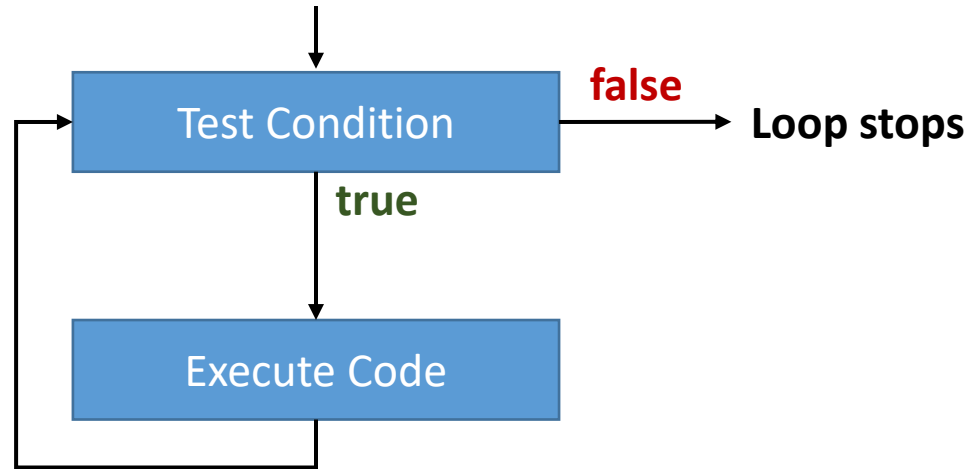 Test Condition
false
Loop stops
true
Execute Code